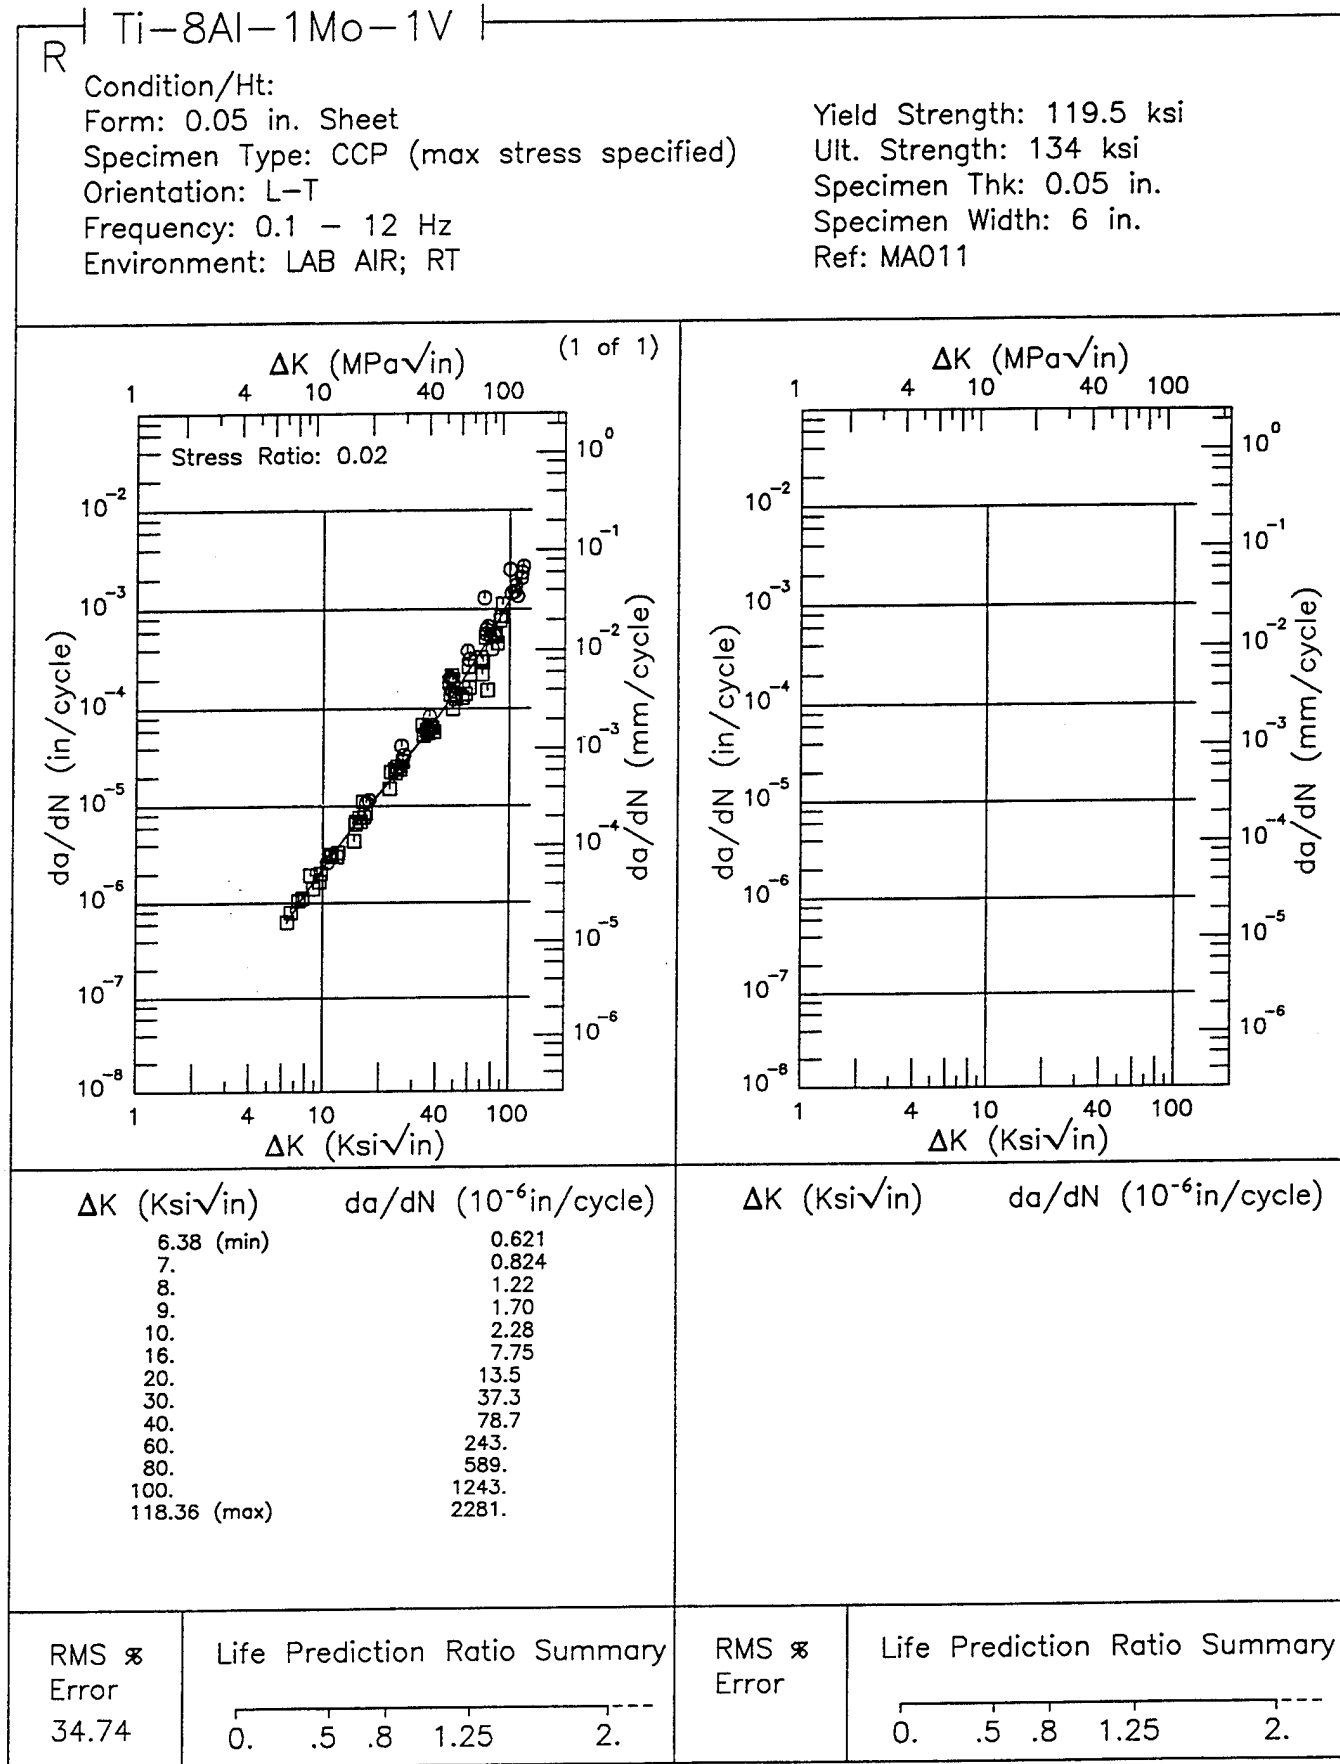 Ti-8Al-1Mo-1V
R
Condition/Ht:
Form: 0.05 in. Sheet
Specimen Type: CCP (max stress specified)
Orientation: L-T
Frequency: 0.1 - 12 Hz
Environment: LAB AIR; RT
Yield Strength: 119.5 ksi
Ult. Strength: 134 ksi
Specimen Thk: 0.05 in.
Specimen Width: 6 in.
Ref: MA011
(1 of 1)
ΔK (MPa√in)
1 4 10 40 100
Stress Ratio: 0.02
da/dN (in/cycle)
10⁻²
10⁻³
10⁻⁴
10⁻⁵
10⁻⁶
10⁻⁷
10⁻⁸
10⁰
10⁻¹
10⁻²
10⁻³
10⁻⁴
10⁻⁵
10⁻⁶
da/dN (mm/cycle)
1 4 10 40 100
ΔK (Ksi√in)
ΔK (MPa√in)
1 4 10 40 100
da/dN (in/cycle)
10⁻²
10⁻³
10⁻⁴
10⁻⁵
10⁻⁶
10⁻⁷
10⁻⁸
10⁰
10⁻¹
10⁻²
10⁻³
10⁻⁴
10⁻⁵
10⁻⁶
da/dN (mm/cycle)
1 4 10 40 100
ΔK (Ksi√in)
ΔK (Ksi√in) da/dN (10⁻⁶in/cycle)
6.38 (min) 0.621
7. 0.824
8. 1.22
9. 1.70
10. 2.28
16. 7.75
20. 13.5
30. 37.3
40. 78.7
60. 243.
80. 589.
100. 1243.
118.36 (max) 2281.
ΔK (Ksi√in) da/dN (10⁻⁶in/cycle)
RMS %
Error
34.74
Life Prediction Ratio Summary
0. .5 .8 1.25 2.
RMS %
Error
Life Prediction Ratio Summary
0. .5 .8 1.25 2.